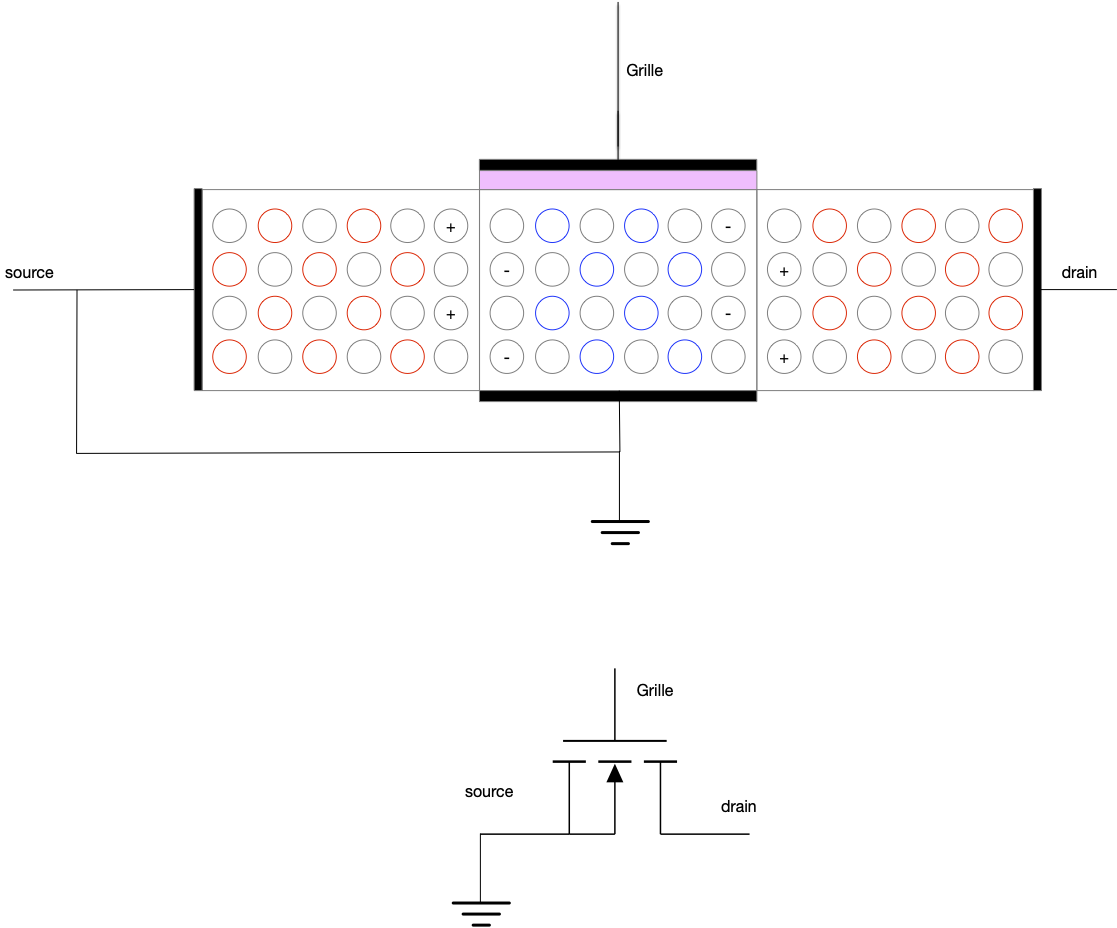 Grille
+ -
source - + drain
+ -
- +
Grille
source
drain